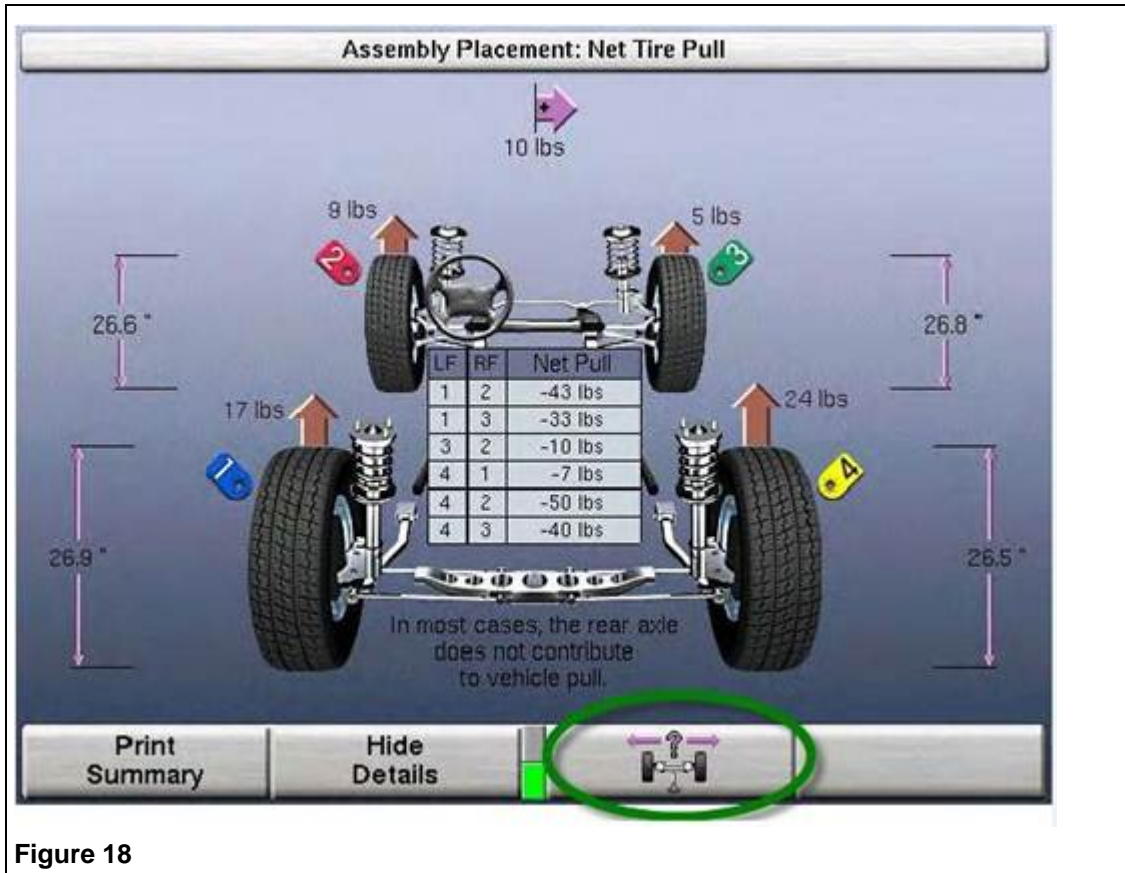 Assembly Placement: Net Tire Pull
+
10 lbs
9 lbs
5 lbs
2
3
26.6 "
26.8 "
LF RF Net Pull
1 2 -43 lbs
1 3 -33 lbs
3 2 -10 lbs
4 1 -7 lbs
4 2 -50 lbs
4 3 -40 lbs
17 lbs
24 lbs
1
4
26.9 "
26.5 "
In most cases, the rear axle
does not contribute
to vehicle pull.
Print
Summary
Hide
Details
?
Figure 18